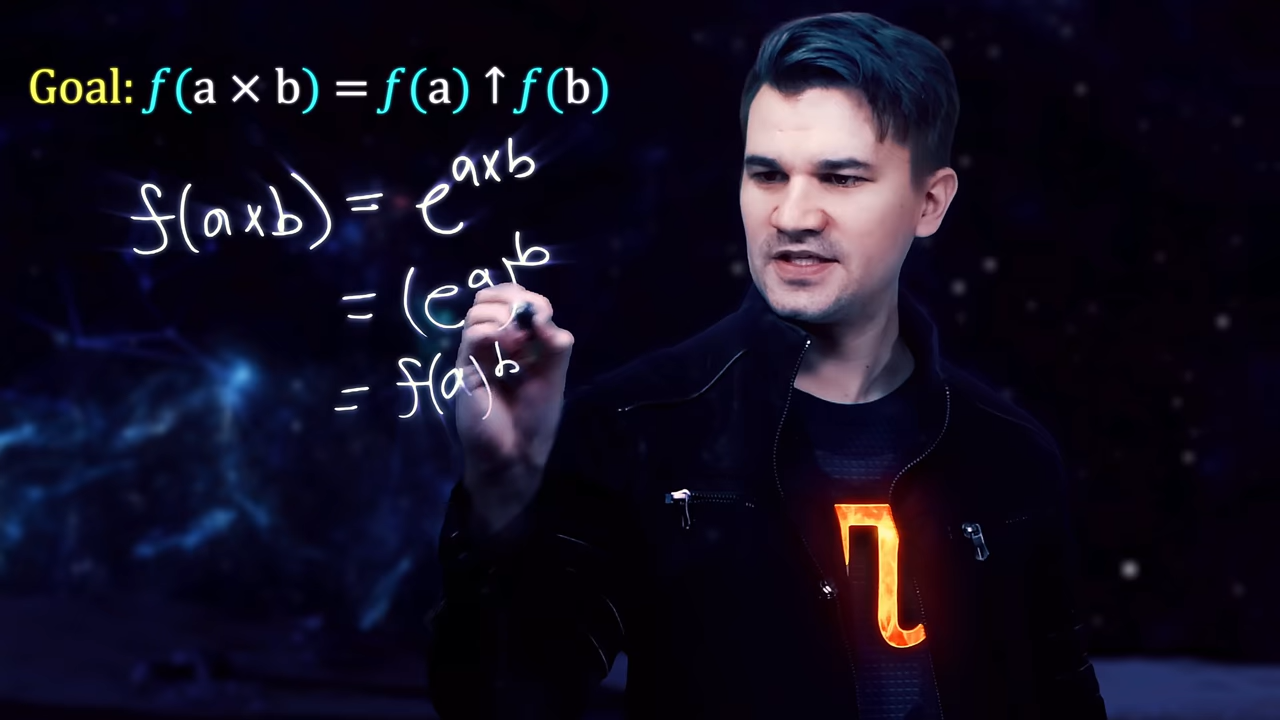 Goal: f(a × b) = f(a) ↑ f(b)
f(a×b) = e^{a×b}
= (e^a)^b
= f(a)^b